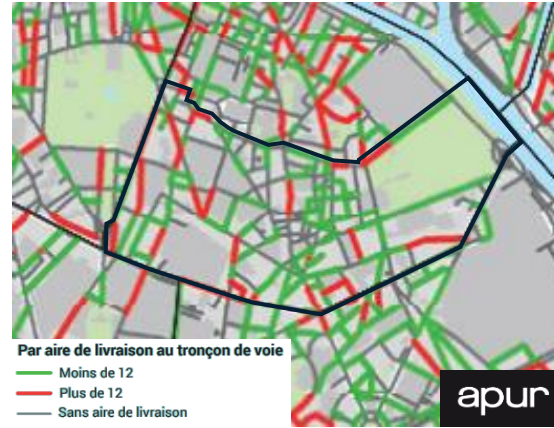 Par aire de livraison au tronçon de voie
Moins de 12
Plus de 12
Sans aire de livraison
apur